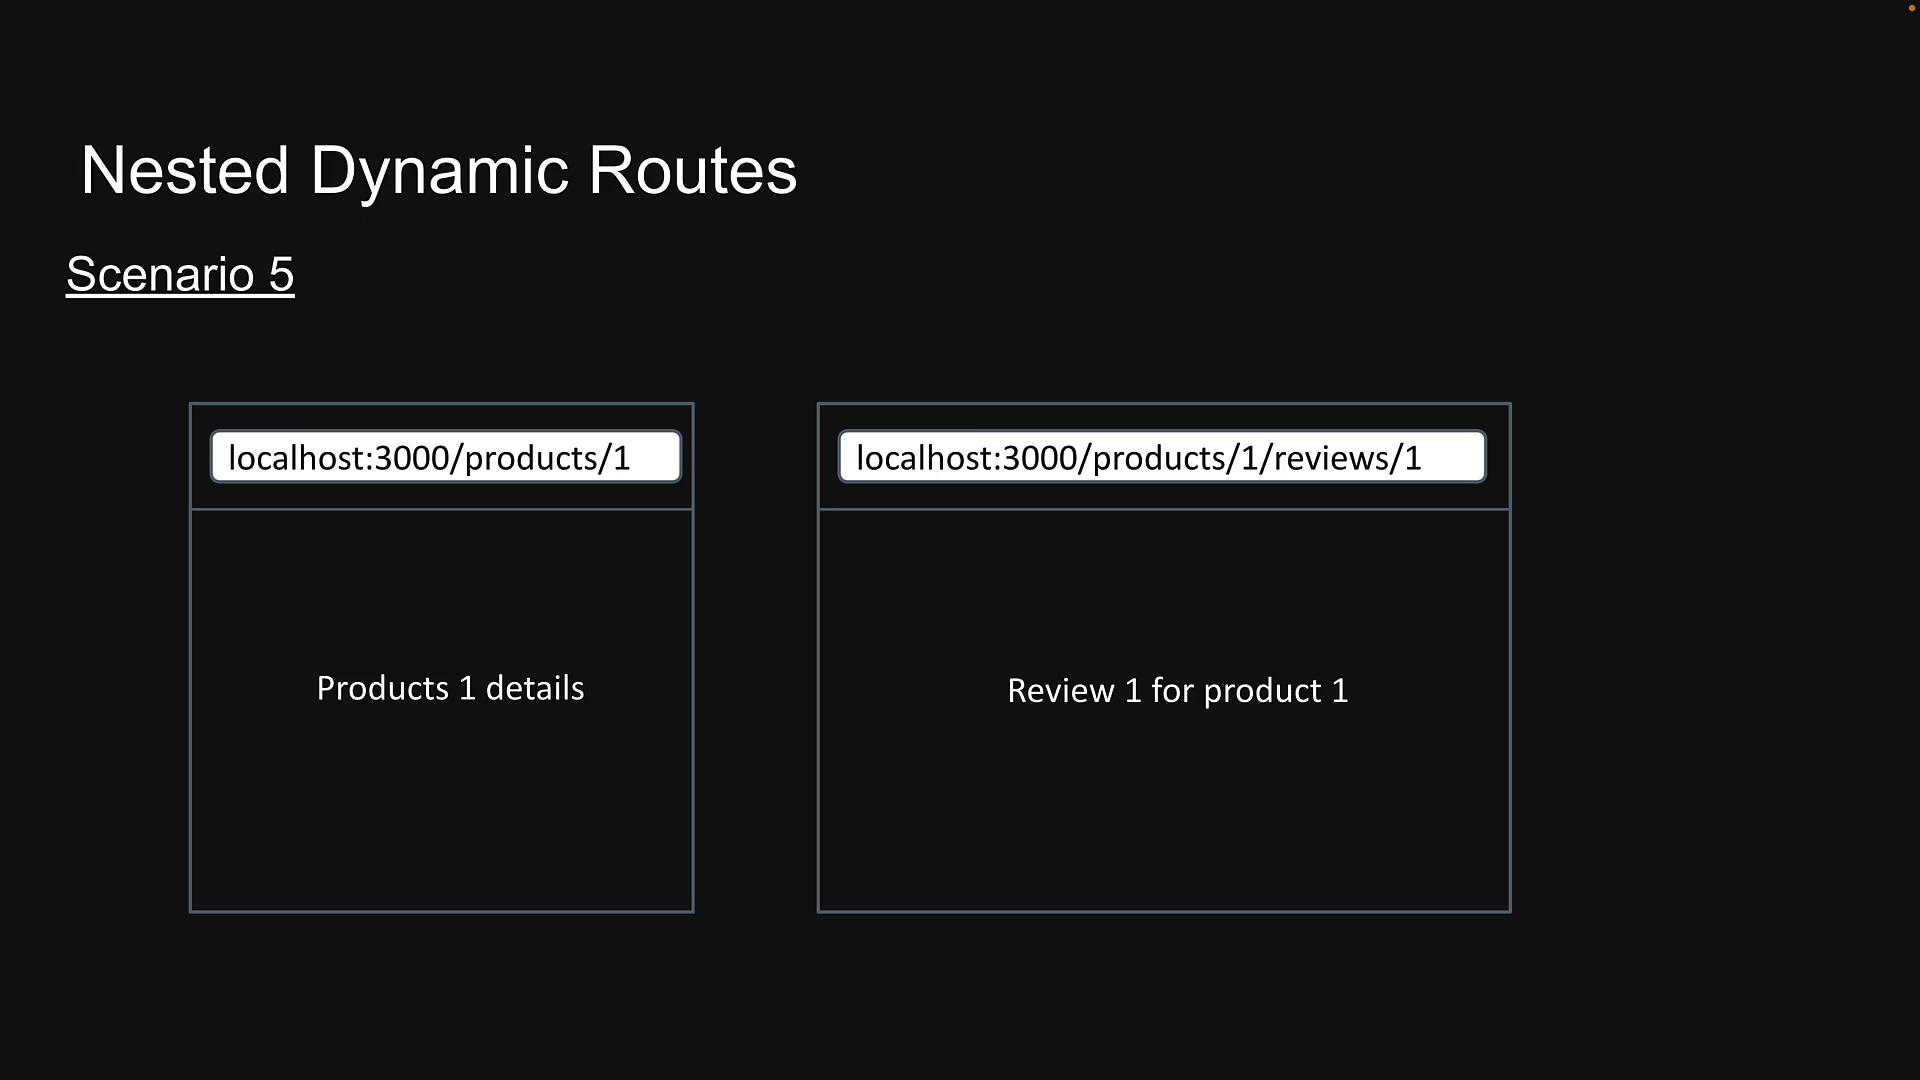 Nested Dynamic Routes
Scenario 5
localhost:3000/products/1
localhost:3000/products/1/reviews/1
Products 1 details
Review 1 for product 1